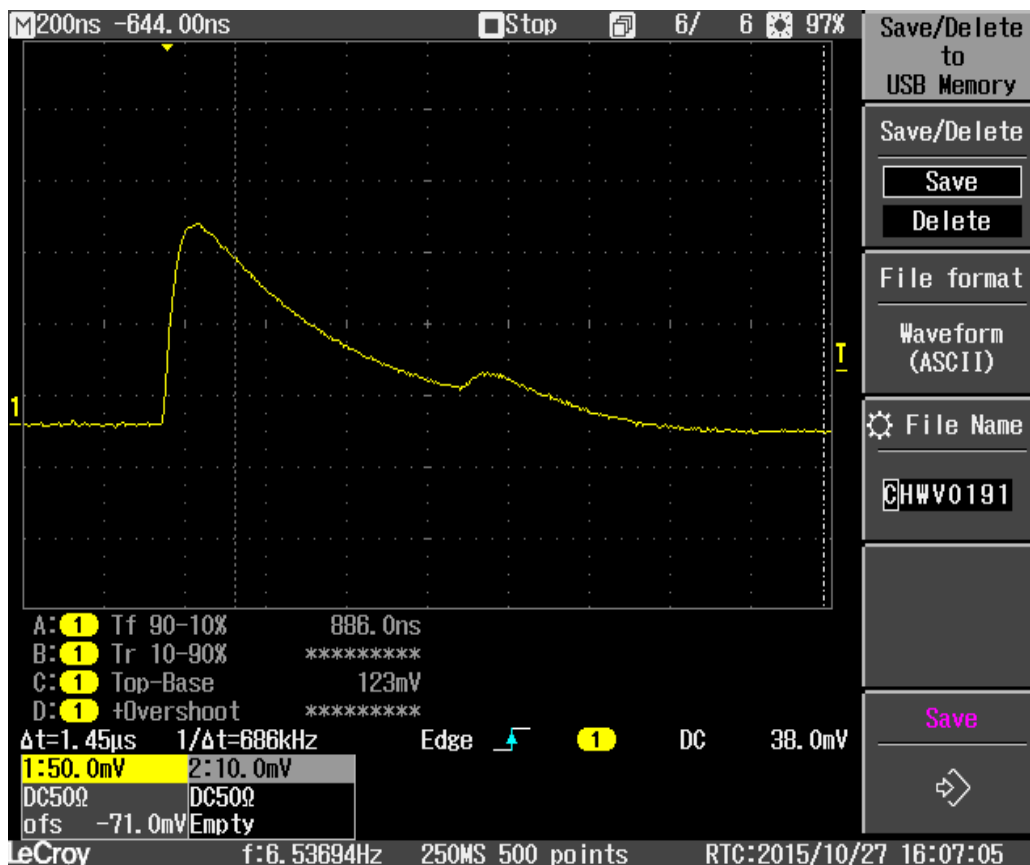 M 200ns -644.00ns Stop 6/ 6 97%
1
T
A: 1 Tf 90-10% 886.0ns
B: 1 Tr 10-90% *********
C: 1 Top-Base 123mV
D: 1 +Overshoot *********
Δt=1.45µs 1/Δt=686kHz Edge 1 DC 38.0mV
1:50.0mV 2:10.0mV
DC50Ω DC50Ω
ofs -71.0mV Empty
LeCroy f:6.53694Hz 250MS 500 points RTC:2015/10/27 16:07:05
Save/Delete
to
USB Memory
Save/Delete
Save
Delete
File format
Waveform
(ASCII)
File Name
CHWV0191
Save